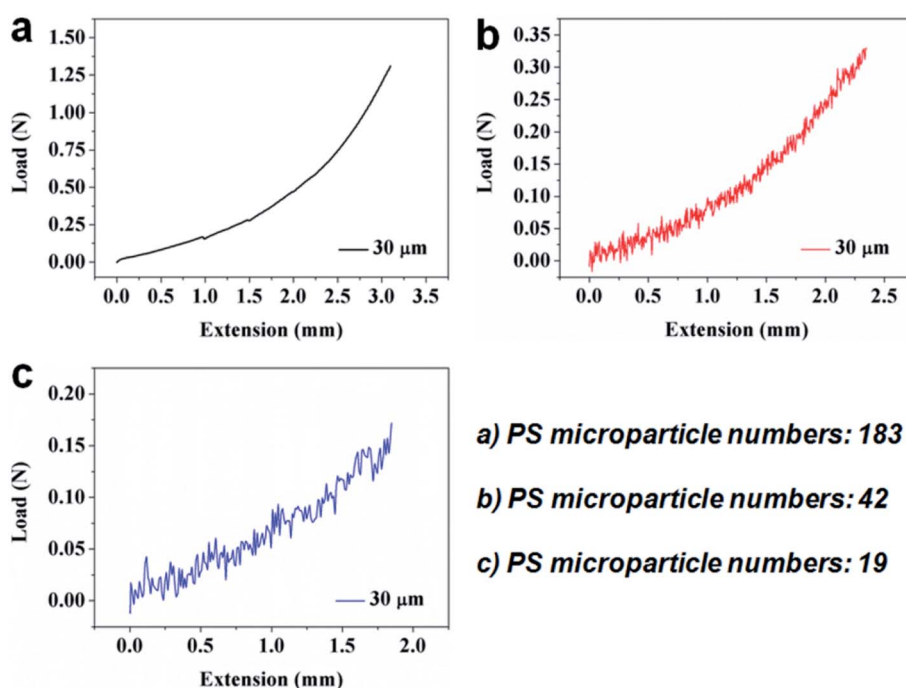 a
1.50
1.25
1.00
0.75
0.50
0.25
0.00
Load (N)
30 μm
0.0 0.5 1.0 1.5 2.0 2.5 3.0 3.5
Extension (mm)
b
0.35
0.30
0.25
0.20
0.15
0.10
0.05
0.00
Load (N)
30 μm
0.0 0.5 1.0 1.5 2.0 2.5
Extension (mm)
c
0.20
0.15
0.10
0.05
0.00
Load (N)
30 μm
0.0 0.5 1.0 1.5 2.0
Extension (mm)
a) PS microparticle numbers: 183
b) PS microparticle numbers: 42
c) PS microparticle numbers: 19